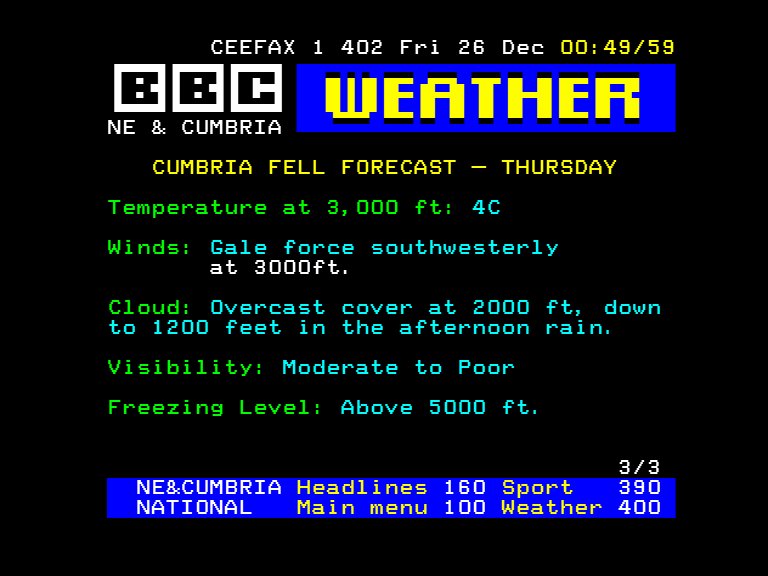 CEEFAX 1 402 Fri 26 Dec 00:49/59
BBC WEATHER
NE & CUMBRIA
CUMBRIA FELL FORECAST — THURSDAY
Temperature at 3,000 ft: 4C
Winds: Gale force southwesterly
at 3000ft.
Cloud: Overcast cover at 2000 ft, down
to 1200 feet in the afternoon rain.
Visibility: Moderate to Poor
Freezing Level: Above 5000 ft.
3/3
NE&CUMBRIA Headlines 160 Sport 390
NATIONAL Main menu 100 Weather 400